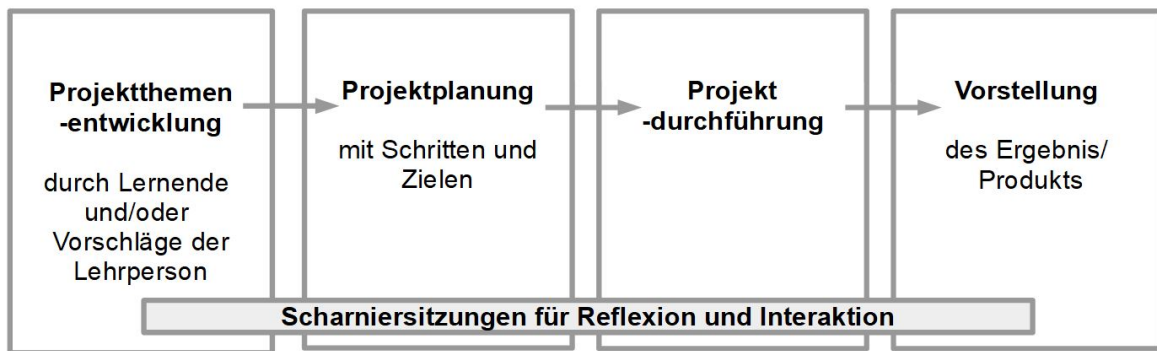 Projektthemen
-entwicklung
durch Lernende
und/oder
Vorschläge der
Lehrperson
Projektplanung
mit Schritten und
Zielen
Projekt
-durchführung
Vorstellung
des Ergebnis/
Produkts
Scharniersitzungen für Reflexion und Interaktion